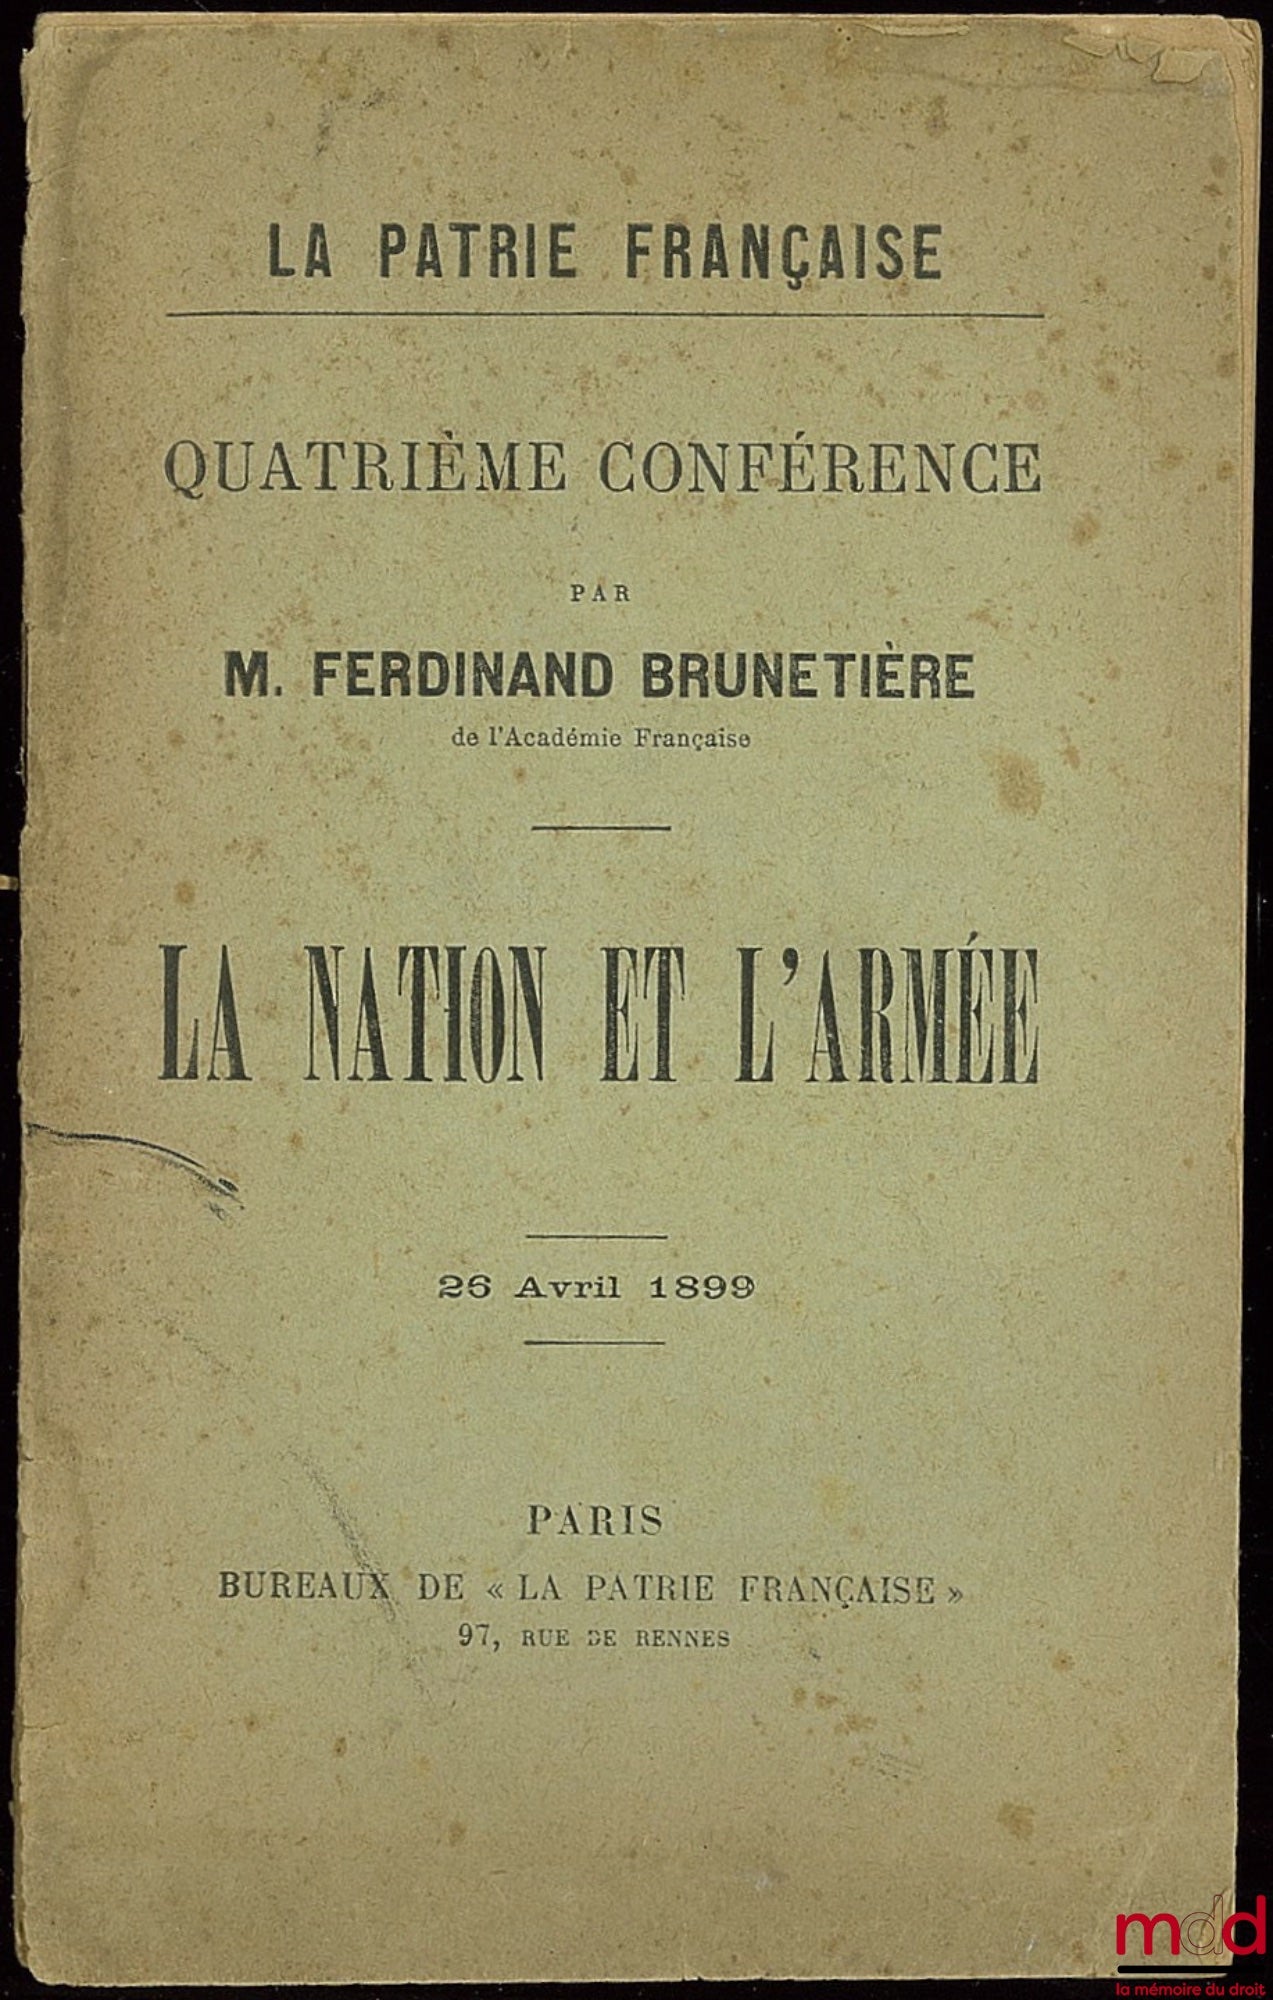 LA PATRIE FRANÇAISE
QUATRIÈME CONFÉRENCE
PAR
M. FERDINAND BRUNETIÈRE
de l'Académie Française
LA NATION ET L'ARMÉE
26 Avril 1899
PARIS
BUREAUX DE « LA PATRIE FRANÇAISE »
97, RUE DE RENNES
mdd
la mémoire du droit